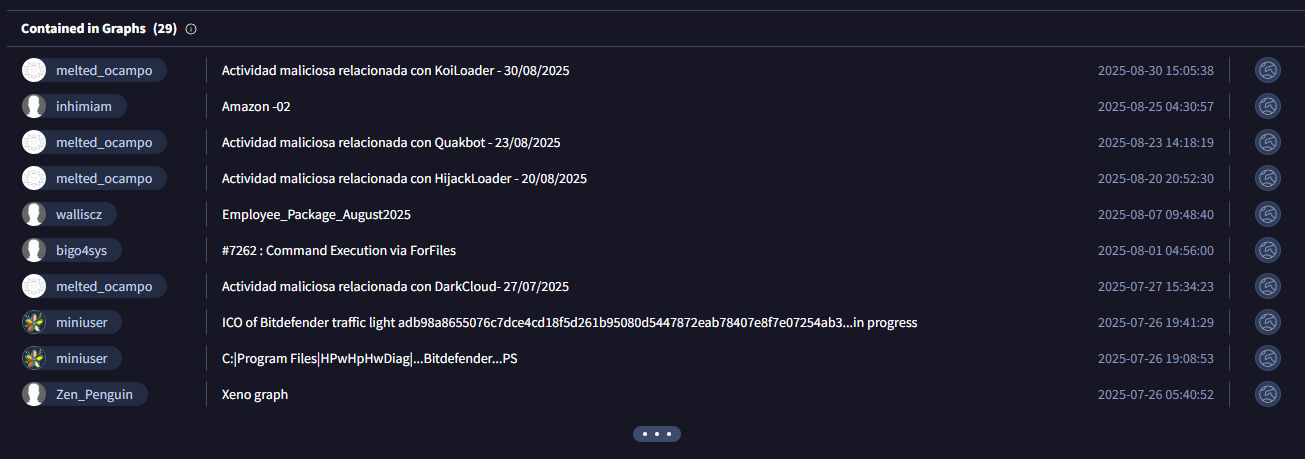 Contained in Graphs (29)
melted_ocampo Actividad maliciosa relacionada con KoiLoader - 30/08/2025 2025-08-30 15:05:38
inhimiam Amazon -02 2025-08-25 04:30:57
melted_ocampo Actividad maliciosa relacionada con Quakbot - 23/08/2025 2025-08-23 14:18:19
melted_ocampo Actividad maliciosa relacionada con HijackLoader - 20/08/2025 2025-08-20 20:52:30
walliscz Employee_Package_August2025 2025-08-07 09:48:40
bigo4sys #7262 : Command Execution via ForFiles 2025-08-01 04:56:00
melted_ocampo Actividad maliciosa relacionada con DarkCloud- 27/07/2025 2025-07-27 15:34:23
miniuser ICO of Bitdefender traffic light adb98a8655076c7dce4cd18f5d261b95080d5447872eab78407e8f7e07254ab3...in progress 2025-07-26 19:41:29
miniuser C:|Program Files|HPwHpHwDiag|...Bitdefender...PS 2025-07-26 19:08:53
Zen_Penguin Xeno graph 2025-07-26 05:40:52